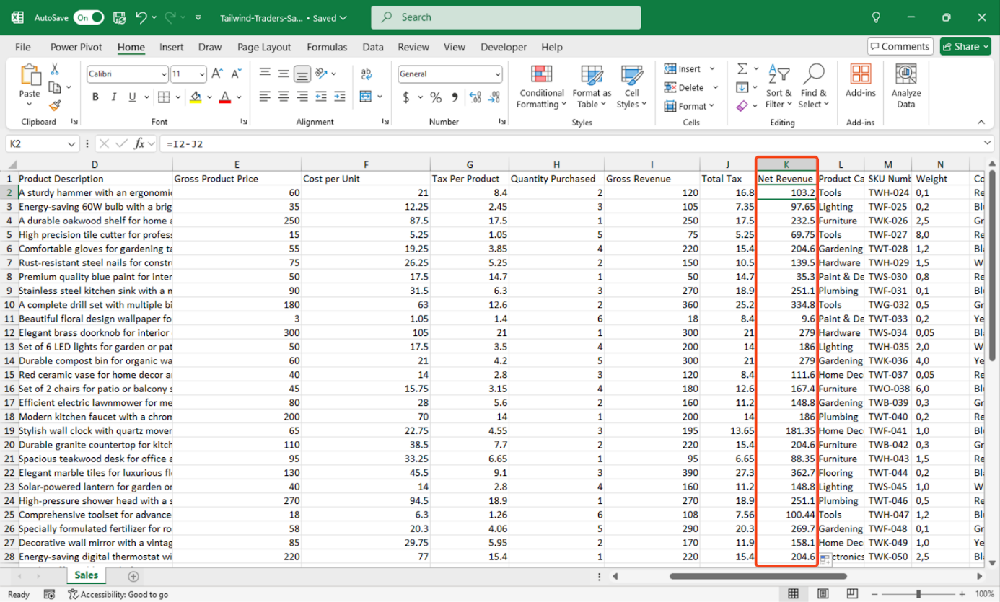 AutoSave On Tailwind-Traders-Sa... • Saved Search
File Power Pivot Home Insert Draw Page Layout Formulas Data Review View Developer Help Comments Share
Paste Calibri 11 General Conditional Formatting Format as Table Cell Styles Insert Delete Format Sort & Filter Find & Select Add-ins Analyze Data
Clipboard Font Alignment Number Styles Cells Editing Add-ins
K2 fx =I2-J2
D E F G H I J K L M N
1 Product Description Gross Product Price Cost per Unit Tax Per Product Quantity Purchased Gross Revenue Total Tax Net Revenue Product Ca SKU Numb Weight Co
2 A sturdy hammer with an ergonomic 60 21 8.4 2 120 16.8 103.2 Tools TWH-024 0,1 Re
3 Energy-saving 60W bulb with a brig 35 12.25 2.45 3 105 7.35 97.65 Lighting TWF-025 0,2 Bl
4 A durable oakwood shelf for home a 250 87.5 17.5 1 250 17.5 232.5 Furniture TWK-026 2,5 Gr
5 High precision tile cutter for profess 15 5.25 1.05 5 75 5.25 69.75 Tools TWF-027 8,0 Re
6 Comfortable gloves for gardening ta 55 19.25 3.85 4 220 15.4 204.6 Gardening TWT-028 1,2 Bl
7 Rust-resistant steel nails for constr 75 26.25 5.25 2 150 10.5 139.5 Hardware TWH-029 1,5 W
8 Premium quality blue paint for inter 50 17.5 14.7 1 50 14.7 35.3 Paint & De TWS-030 0,8 Re
9 Stainless steel kitchen sink with a m 90 31.5 6.3 3 270 18.9 251.1 Plumbing TWF-031 0,1 Bl
10 A complete drill set with multiple bi 180 63 12.6 2 360 25.2 334.8 Tools TWG-032 0,5 Gr
11 Beautiful floral design wallpaper fo 3 1.05 1.4 6 18 8.4 9.6 Paint & De TWT-033 0,2 Ye
12 Elegant brass doorknob for interior 300 105 21 1 300 21 279 Hardware TWS-034 0,05 Bl
13 Set of 6 LED lights for garden or pat 50 17.5 3.5 4 200 14 186 Lighting TWH-035 2,0 W
14 Durable compost bin for organic wa 60 21 4.2 5 300 21 279 Gardening TWK-036 4,0 Ye
15 Red ceramic vase for home decor a 40 14 2.8 3 120 8.4 111.6 Home Dec TWT-037 0,05 Re
16 Set of 2 chairs for patio or balcony s 45 15.75 3.15 4 180 12.6 167.4 Furniture TWO-038 6,0 Bl
17 Efficient electric lawnmower for me 80 28 5.6 2 160 11.2 148.8 Gardening TWB-039 0,3 Gr
18 Modern kitchen faucet with a chrom 200 70 14 1 200 14 186 Plumbing TWT-040 0,2 Re
19 Stylish wall clock with quartz mover 65 22.75 4.55 3 195 13.65 181.35 Home Dec TWF-041 1,0 Bl
20 Durable granite countertop for kitch 110 38.5 7.7 2 220 15.4 204.6 Furniture TWB-042 0,3 Gr
21 Spacious teakwood desk for office a 95 33.25 6.65 1 95 6.65 88.35 Furniture TWH-043 1,5 Re
22 Elegant marble tiles for luxurious fl 130 45.5 9.1 3 390 27.3 362.7 Flooring TWT-044 0,2 Bl
23 Solar-powered lantern for garden or 40 14 2.8 4 160 11.2 148.8 Lighting TWS-045 1,0 W
24 High-pressure shower head with a s 270 94.5 18.9 1 270 18.9 251.1 Plumbing TWT-046 0,5 Re
25 Comprehensive toolset for advance 18 6.3 1.26 6 108 7.56 100.44 Tools TWH-047 1,2 Bl
26 Specially formulated fertilizer for ro 58 20.3 4.06 5 290 20.3 269.7 Gardening TWF-048 0,1 Gr
27 Decorative wall mirror with a vintag 85 29.75 5.95 2 170 11.9 158.1 Home Dec TWK-049 1,0 Ye
28 Energy-saving digital thermostat wi 220 77 15.4 1 220 15.4 204.6 ctronics TWK-050 2,5 Bl
Sales
Ready Accessibility: Good to go 100%